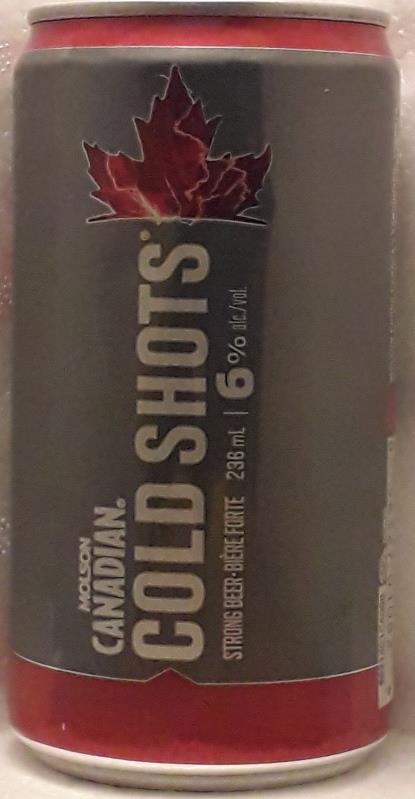 MOLSON
CANADIAN®
COLD SHOTS
STRONG BEER • BIÈRE FORTE 236 mL | 6% alc./vol.